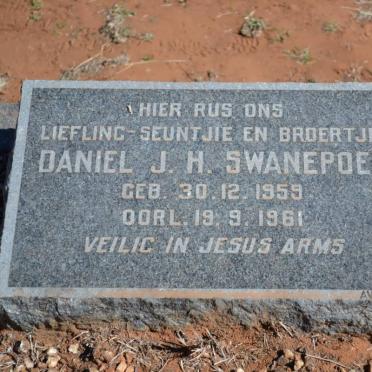 HIER RUS ONS
LIEFLING-SEUNTJIE EN BROERTJI
DANIEL J. H. SWANEPOE
GEB. 30.12.1959
OORL. 19.9.1961
VEILIG IN JESUS ARMS